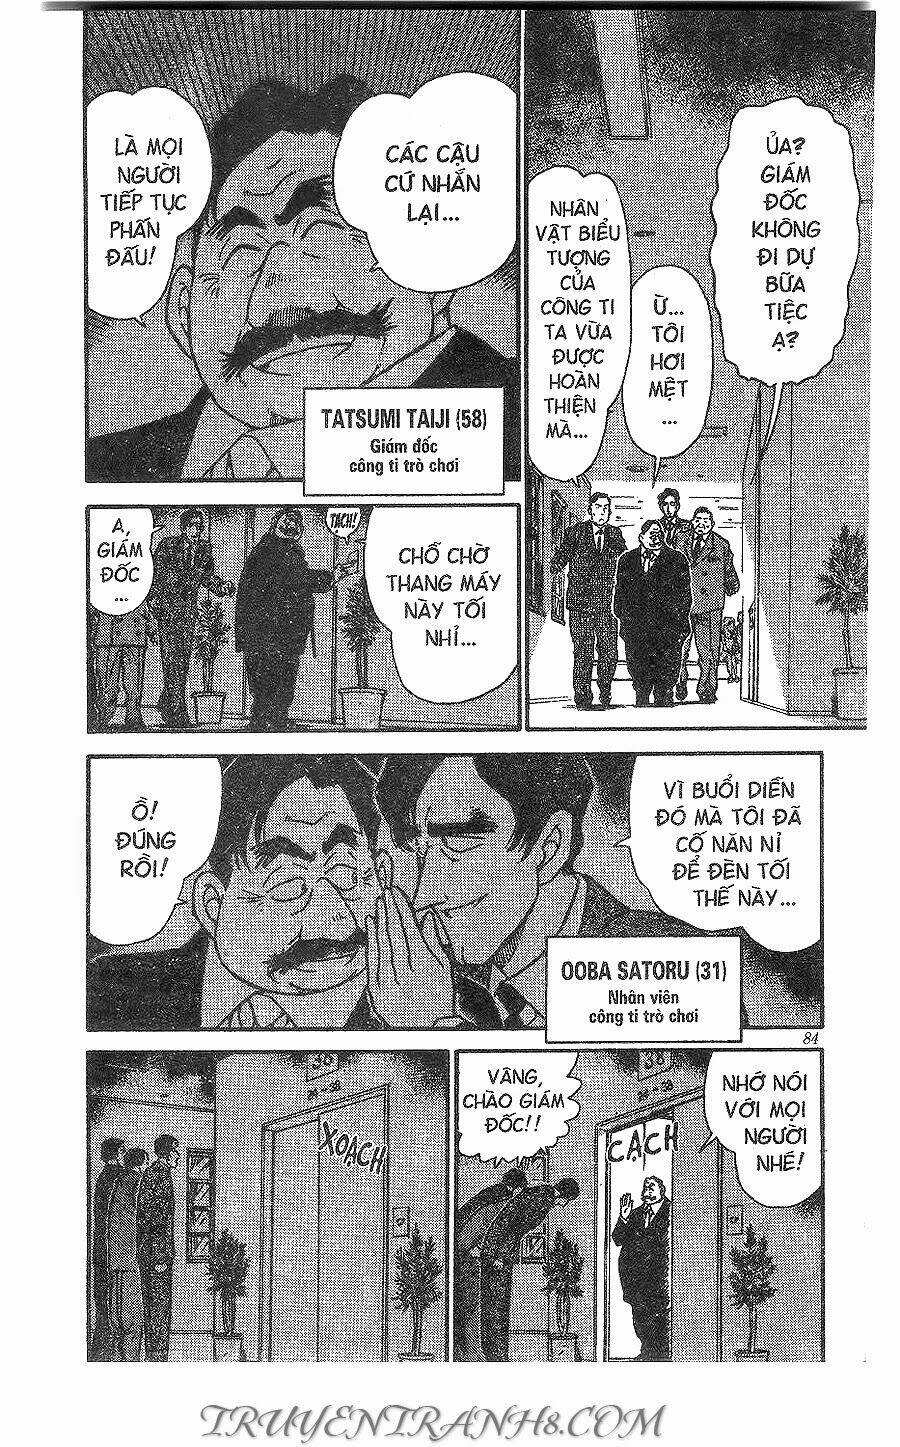 ỦA?
GIÁM
ĐỐC
KHÔNG
ĐI DỰ
BỮA
TIỆC
Ạ?
Ừ...
TÔI
HƠI
MỆT
...
NHÂN
VẬT BIỂU
TƯỢNG
CỦA
CÔNG TI
TA VỪA
ĐƯỢC
HOÀN
THIỆN
MÀ...
CÁC CẬU
CỨ NHẮN
LẠI...
LÀ MỌI
NGƯỜI
TIẾP TỤC
PHẤN
ĐẤU!
TATSUMI TAIJI (58)
Giám đốc
công ti trò chơi
CHỖ CHỜ
THANG MÁY
NÀY TỐI
NHỈ...
TẠCH!
A,
GIÁM
ĐỐC
...
VÌ BUỔI DIỄN
ĐÓ MÀ TÔI ĐÃ
CỐ NĂN NỈ
ĐỂ ĐÈN TỐI
THẾ NÀY...
Ồ!
ĐÚNG
RỒI!
OOBA SATORU (31)
Nhân viên
công ti trò chơi
84
NHỚ NÓI
VỚI MỌI
NGƯỜI
NHÉ!
38
CẠCH
VÂNG,
CHÀO GIÁM
ĐỐC!!
38
XOẠCH
TRUYENTRANH8.COM